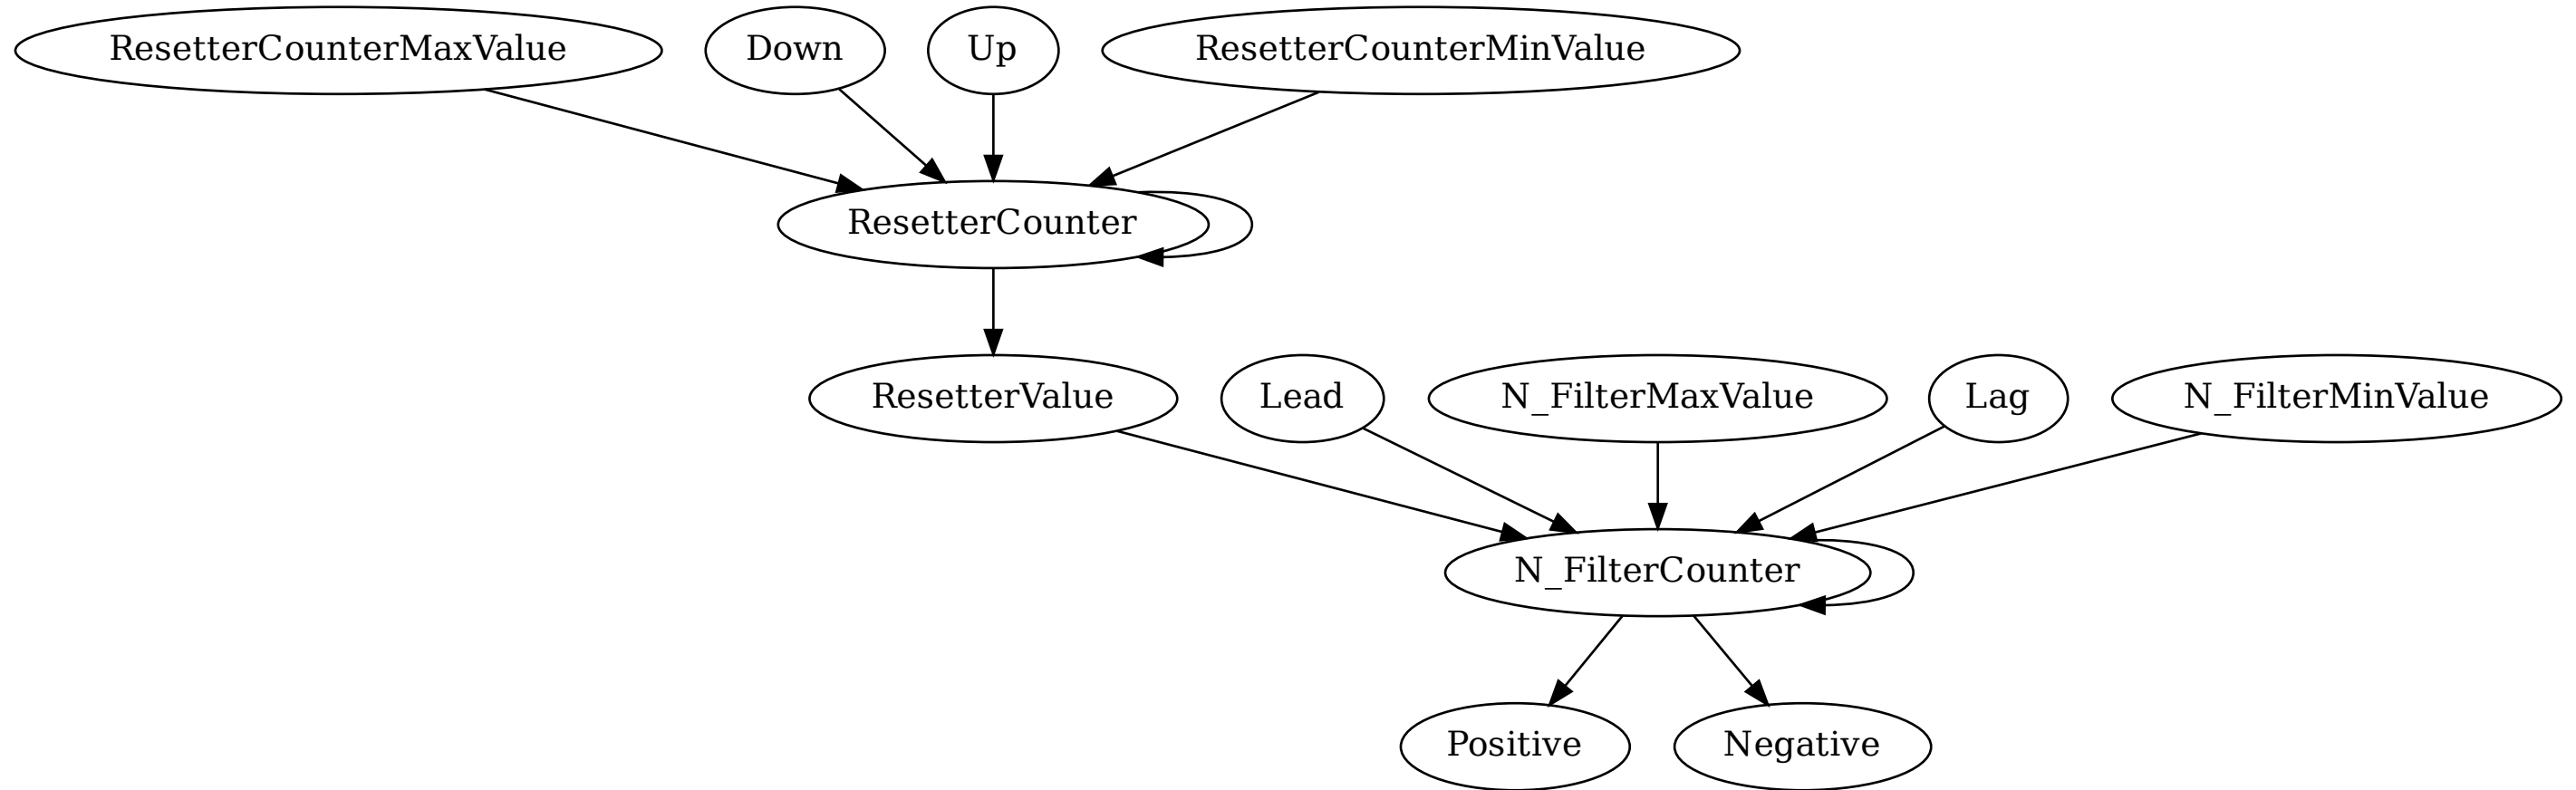 ResetterCounterMaxValue
Down
Up
ResetterCounterMinValue
ResetterCounter
ResetterValue
Lead
N_FilterMaxValue
Lag
N_FilterMinValue
N_FilterCounter
Positive
Negative